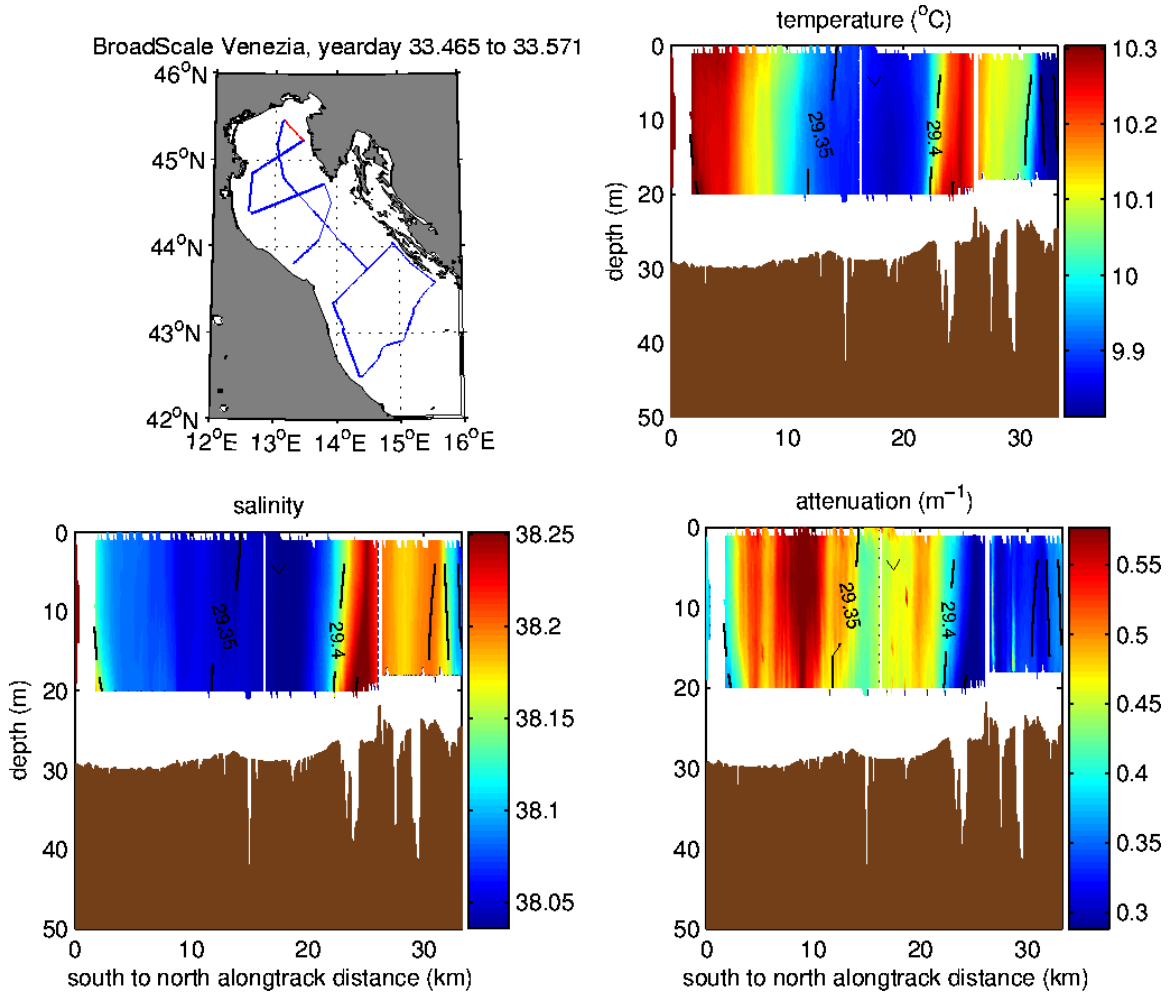 BroadScale Venezia, yearday 33.465 to 33.571
46°N
45°N
44°N
43°N
42°N
12°E 13°E 14°E 15°E 16°E
temperature (°C)
0
10
20
30
40
50
depth (m)
29.35
29.4
0 10 20 30
10.3
10.2
10.1
10
9.9
salinity
0
10
20
30
40
50
depth (m)
29.35
29.4
0 10 20 30
south to north alongtrack distance (km)
38.25
38.2
38.15
38.1
38.05
attenuation (m⁻¹)
0
10
20
30
40
50
29.35
29.4
0 10 20 30
south to north alongtrack distance (km)
0.55
0.5
0.45
0.4
0.35
0.3